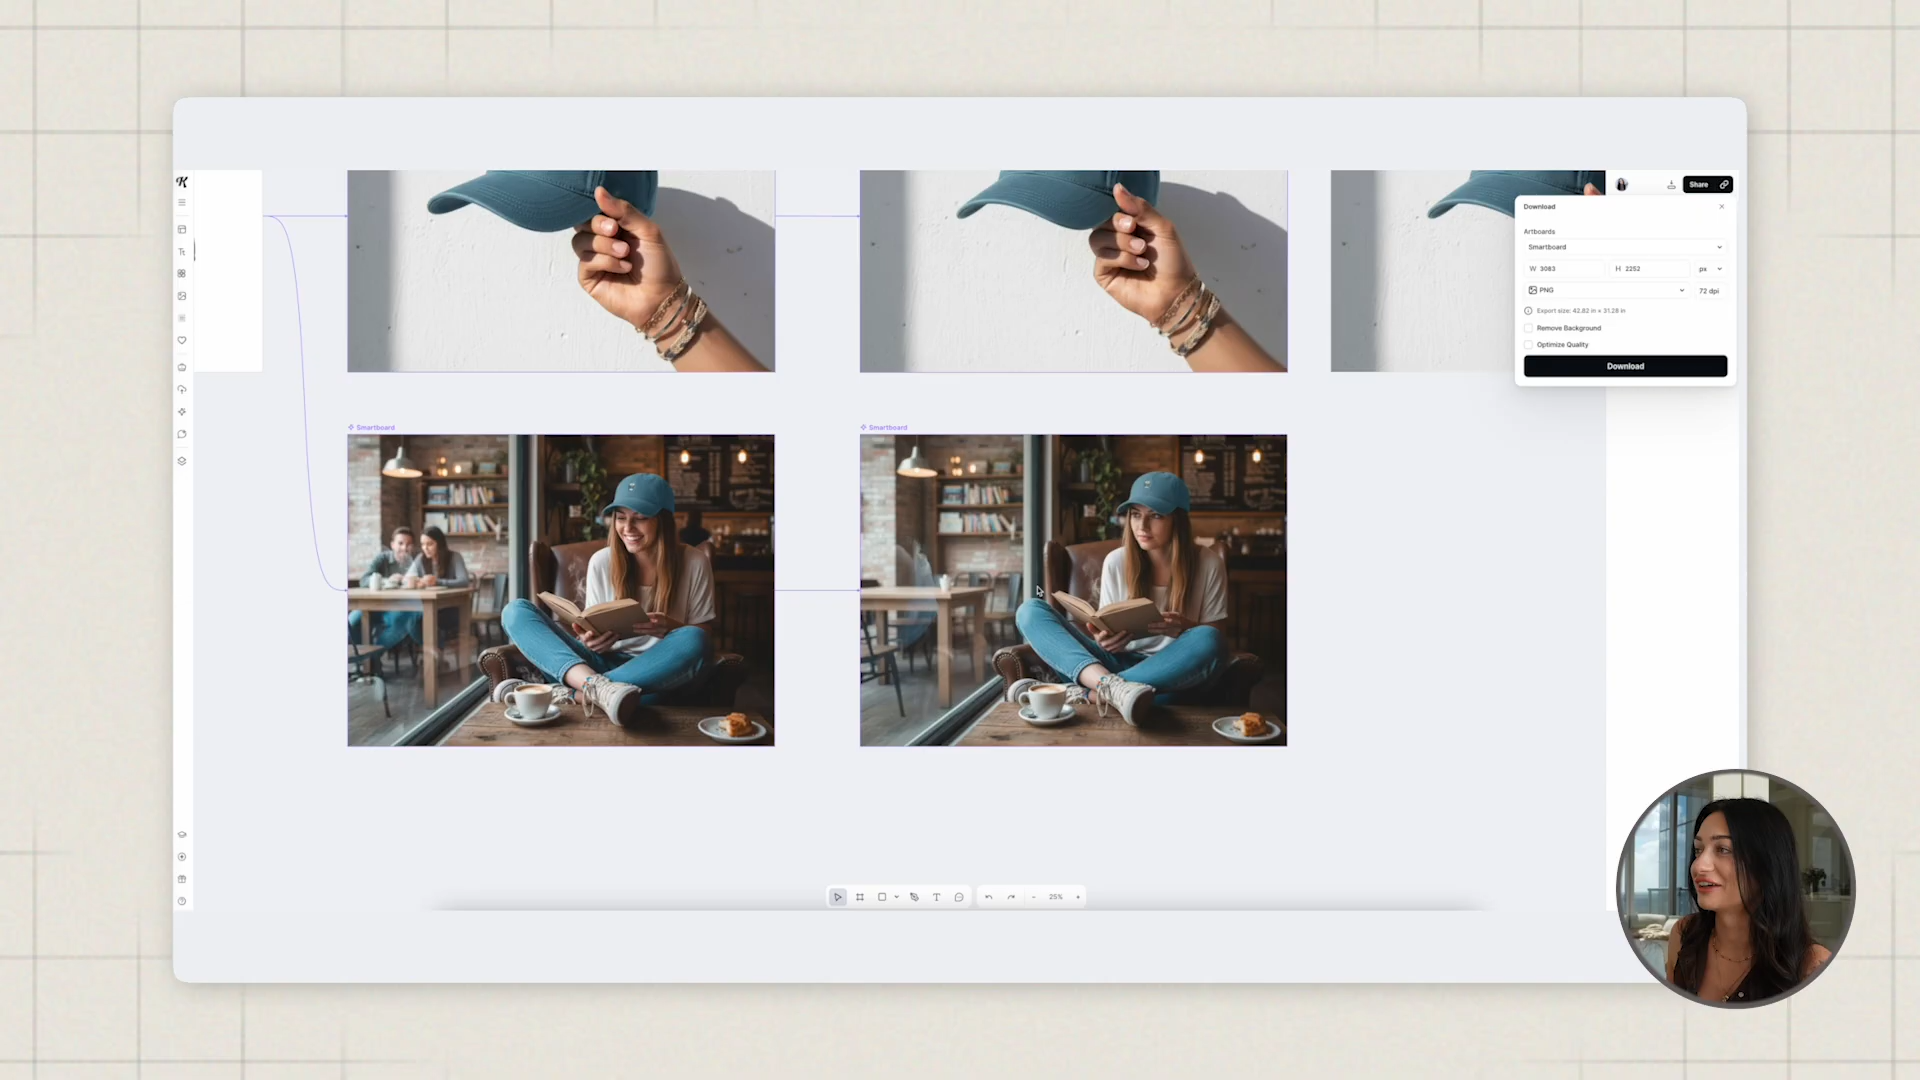 K
Share
Download
Artboards
Smartboard
W 3083
H 2252
px
PNG
72 dpi
Export size: 42.82 in × 31.28 in
Remove Background
Optimize Quality
Download
Smartboard
Smartboard
25%